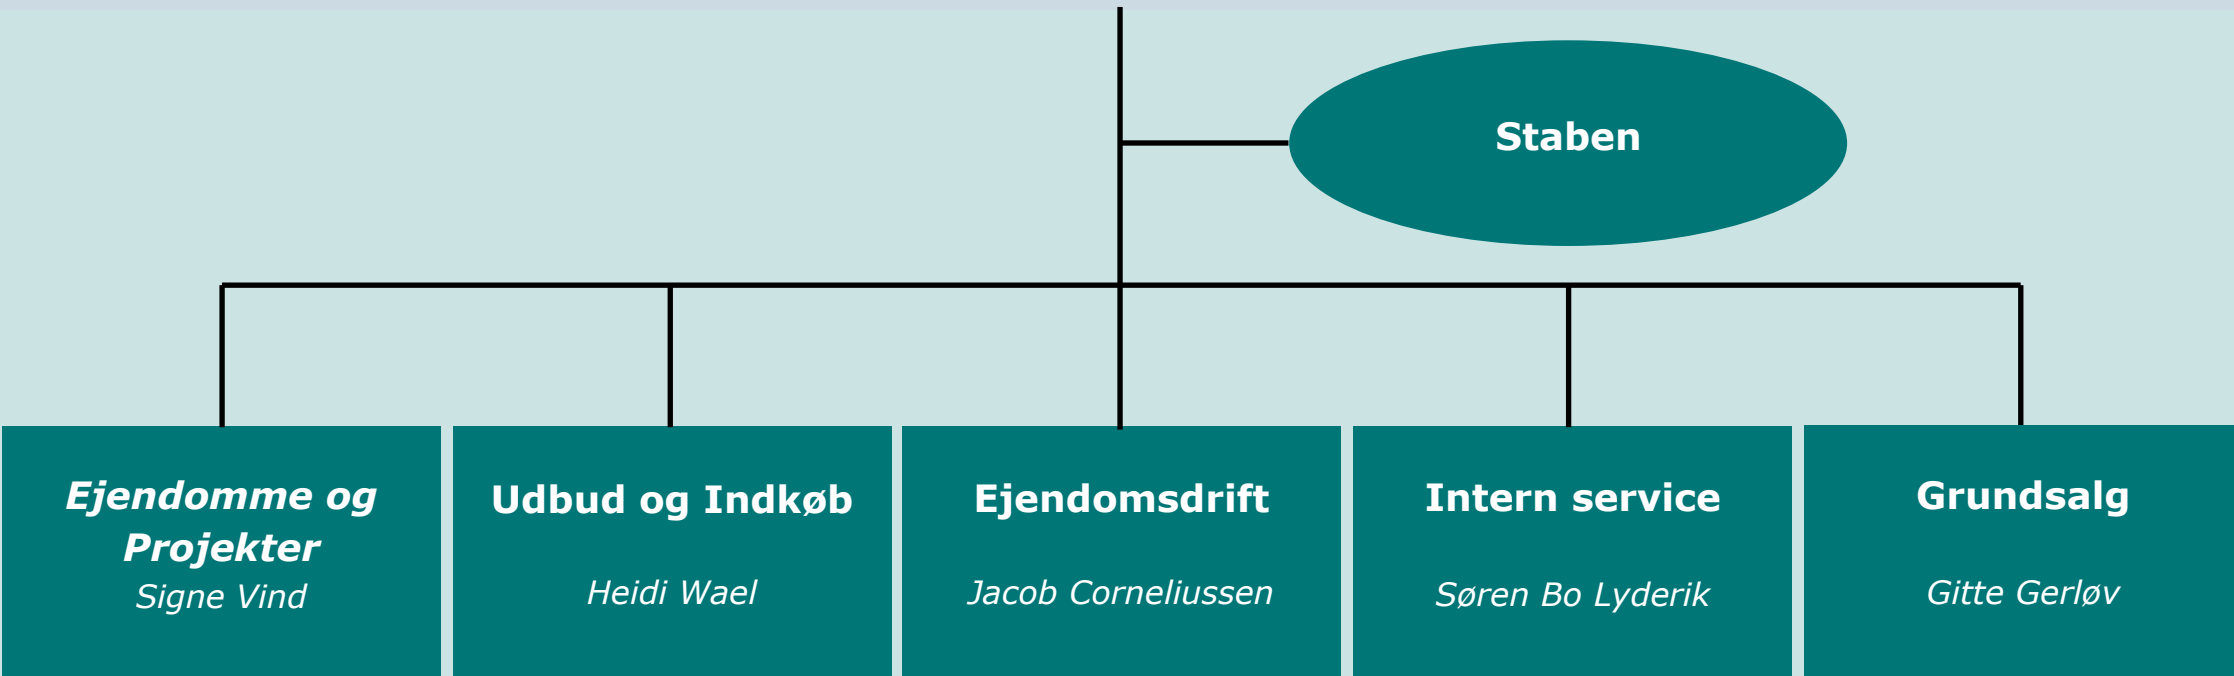 Staben
Ejendomme og
Projekter
Signe Vind
Udbud og Indkøb
Heidi Wael
Ejendomsdrift
Jacob Corneliussen
Intern service
Søren Bo Lyderik
Grundsalg
Gitte Gerløv